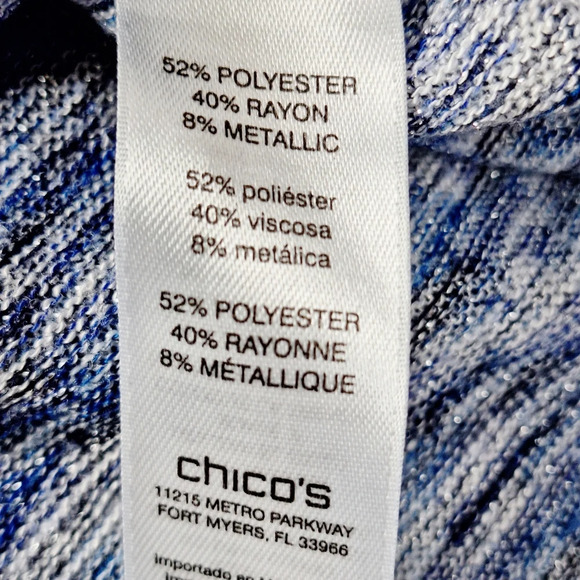 52% POLYESTER
40% RAYON
8% METALLIC
52% poliéster
40% viscosa
8% metálica
52% POLYESTER
40% RAYONNE
8% MÉTALLIQUE
chico's
11215 METRO PARKWAY
FORT MYERS, FL 33966
importado en